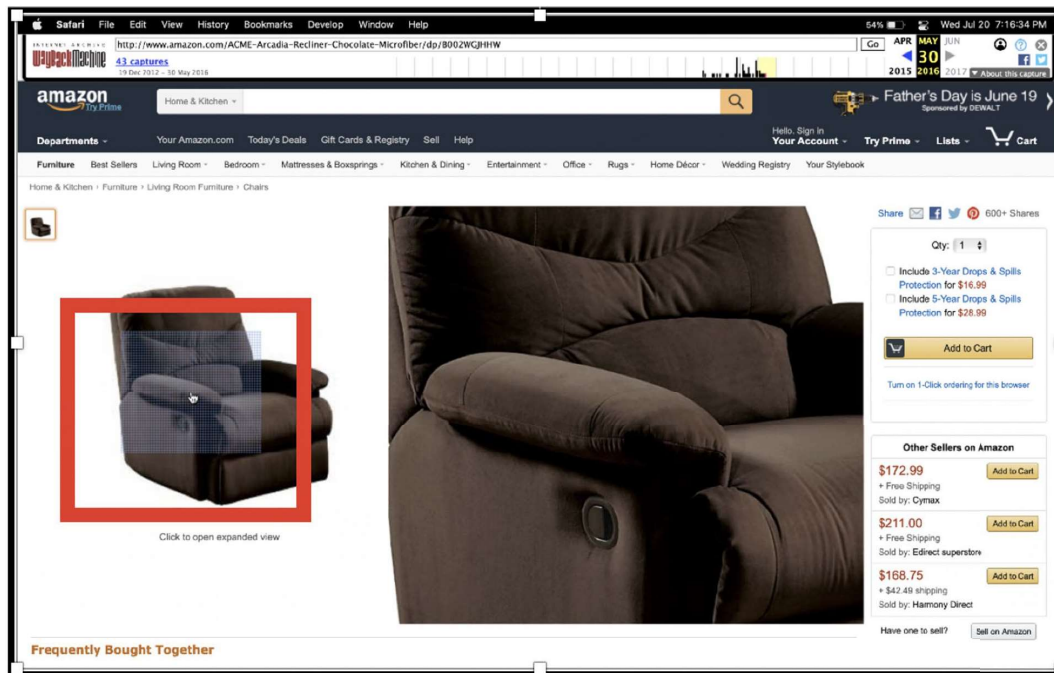 Safari File Edit View History Bookmarks Develop Window Help 54% Wed Jul 20 7:16:34 PM
INTERNET ARCHIVE
WayBackMachine
http://www.amazon.com/ACME-Arcadia-Recliner-Chocolate-Microfiber/dp/B002WGJHHW Go
43 captures
19 Dec 2012 - 30 May 2016
APR MAY JUN
30
2015 2016 2017
About this capture
amazon
Try Prime
Home & Kitchen
Father's Day is June 19
Sponsored by DEWALT
Departments Your Amazon.com Today's Deals Gift Cards & Registry Sell Help
Hello. Sign in
Your Account Try Prime Lists Cart
Furniture Best Sellers Living Room Bedroom Mattresses & Boxsprings Kitchen & Dining Entertainment Office Rugs Home Décor Wedding Registry Your Stylebook
Home & Kitchen › Furniture › Living Room Furniture › Chairs
Click to open expanded view
Share 600+ Shares
Qty: 1
Include 3-Year Drops & Spills
Protection for $16.99
Include 5-Year Drops & Spills
Protection for $28.99
Add to Cart
Turn on 1-Click ordering for this browser
Other Sellers on Amazon
$172.99 Add to Cart
+ Free Shipping
Sold by: Cymax
$211.00 Add to Cart
+ Free Shipping
Sold by: Edirect superstore
$168.75 Add to Cart
+ $42.49 shipping
Sold by: Harmony Direct
Have one to sell? Sell on Amazon
Frequently Bought Together